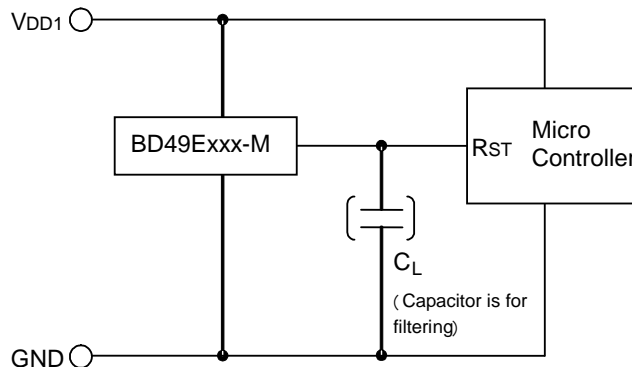 VDD1
BD49Exxx-M
RST
Micro
Controller
CL
(Capacitor is for
filtering)
GND